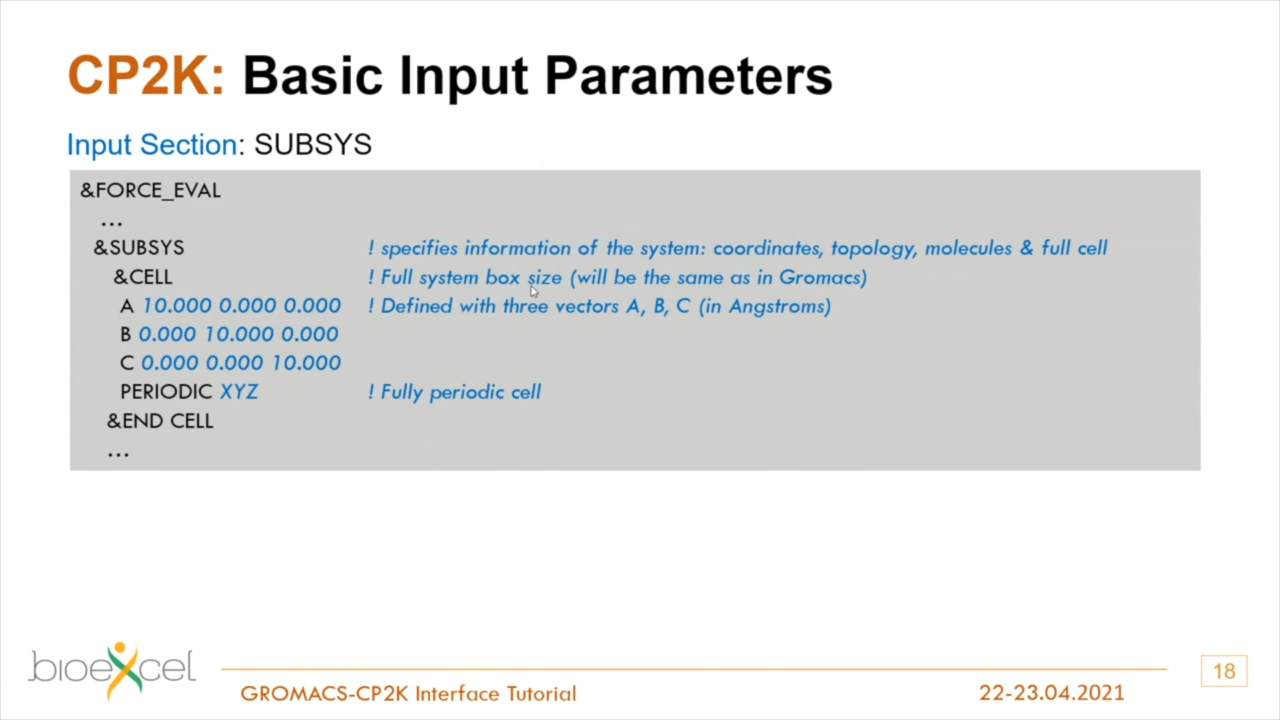 CP2K: Basic Input Parameters
Input Section: SUBSYS
&FORCE_EVAL
...
&SUBSYS ! specifies information of the system: coordinates, topology, molecules & full cell
&CELL ! Full system box size (will be the same as in Gromacs)
A 10.000 0.000 0.000 ! Defined with three vectors A, B, C (in Angstroms)
B 0.000 10.000 0.000
C 0.000 0.000 10.000
PERIODIC XYZ ! Fully periodic cell
&END CELL
...
bioexcel
GROMACS-CP2K Interface Tutorial
22-23.04.2021
18